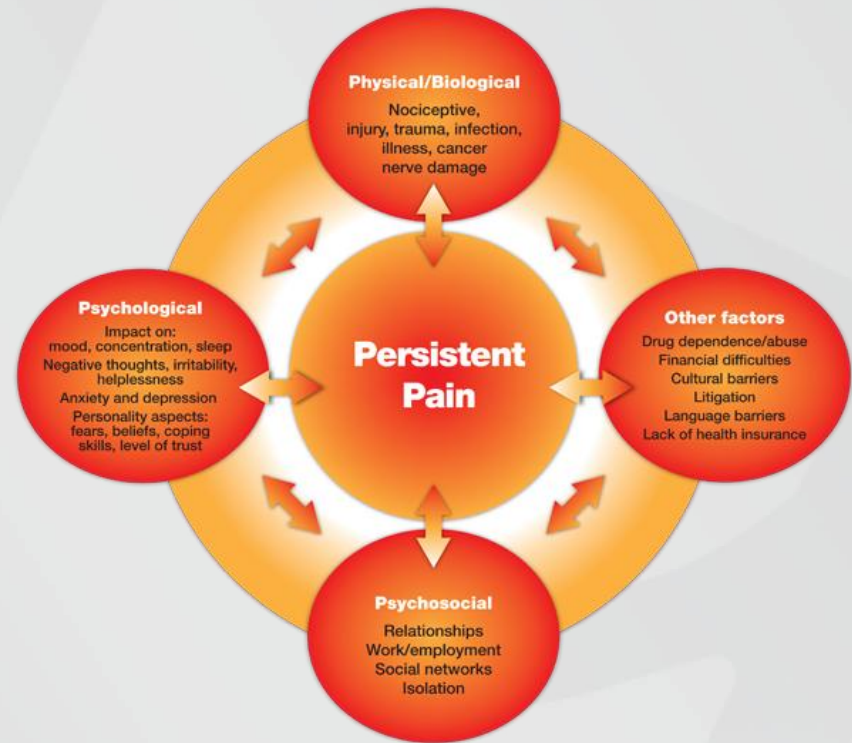 Physical/Biological
Nociceptive,
injury, trauma, infection,
illness, cancer
nerve damage
Psychological
Impact on:
mood, concentration, sleep
Negative thoughts, irritability,
helplessness
Anxiety and depression
Personality aspects:
fears, beliefs, coping
skills, level of trust
Persistent
Pain
Other factors
Drug dependence/abuse
Financial difficulties
Cultural barriers
Litigation
Language barriers
Lack of health insurance
Psychosocial
Relationships
Work/employment
Social networks
Isolation